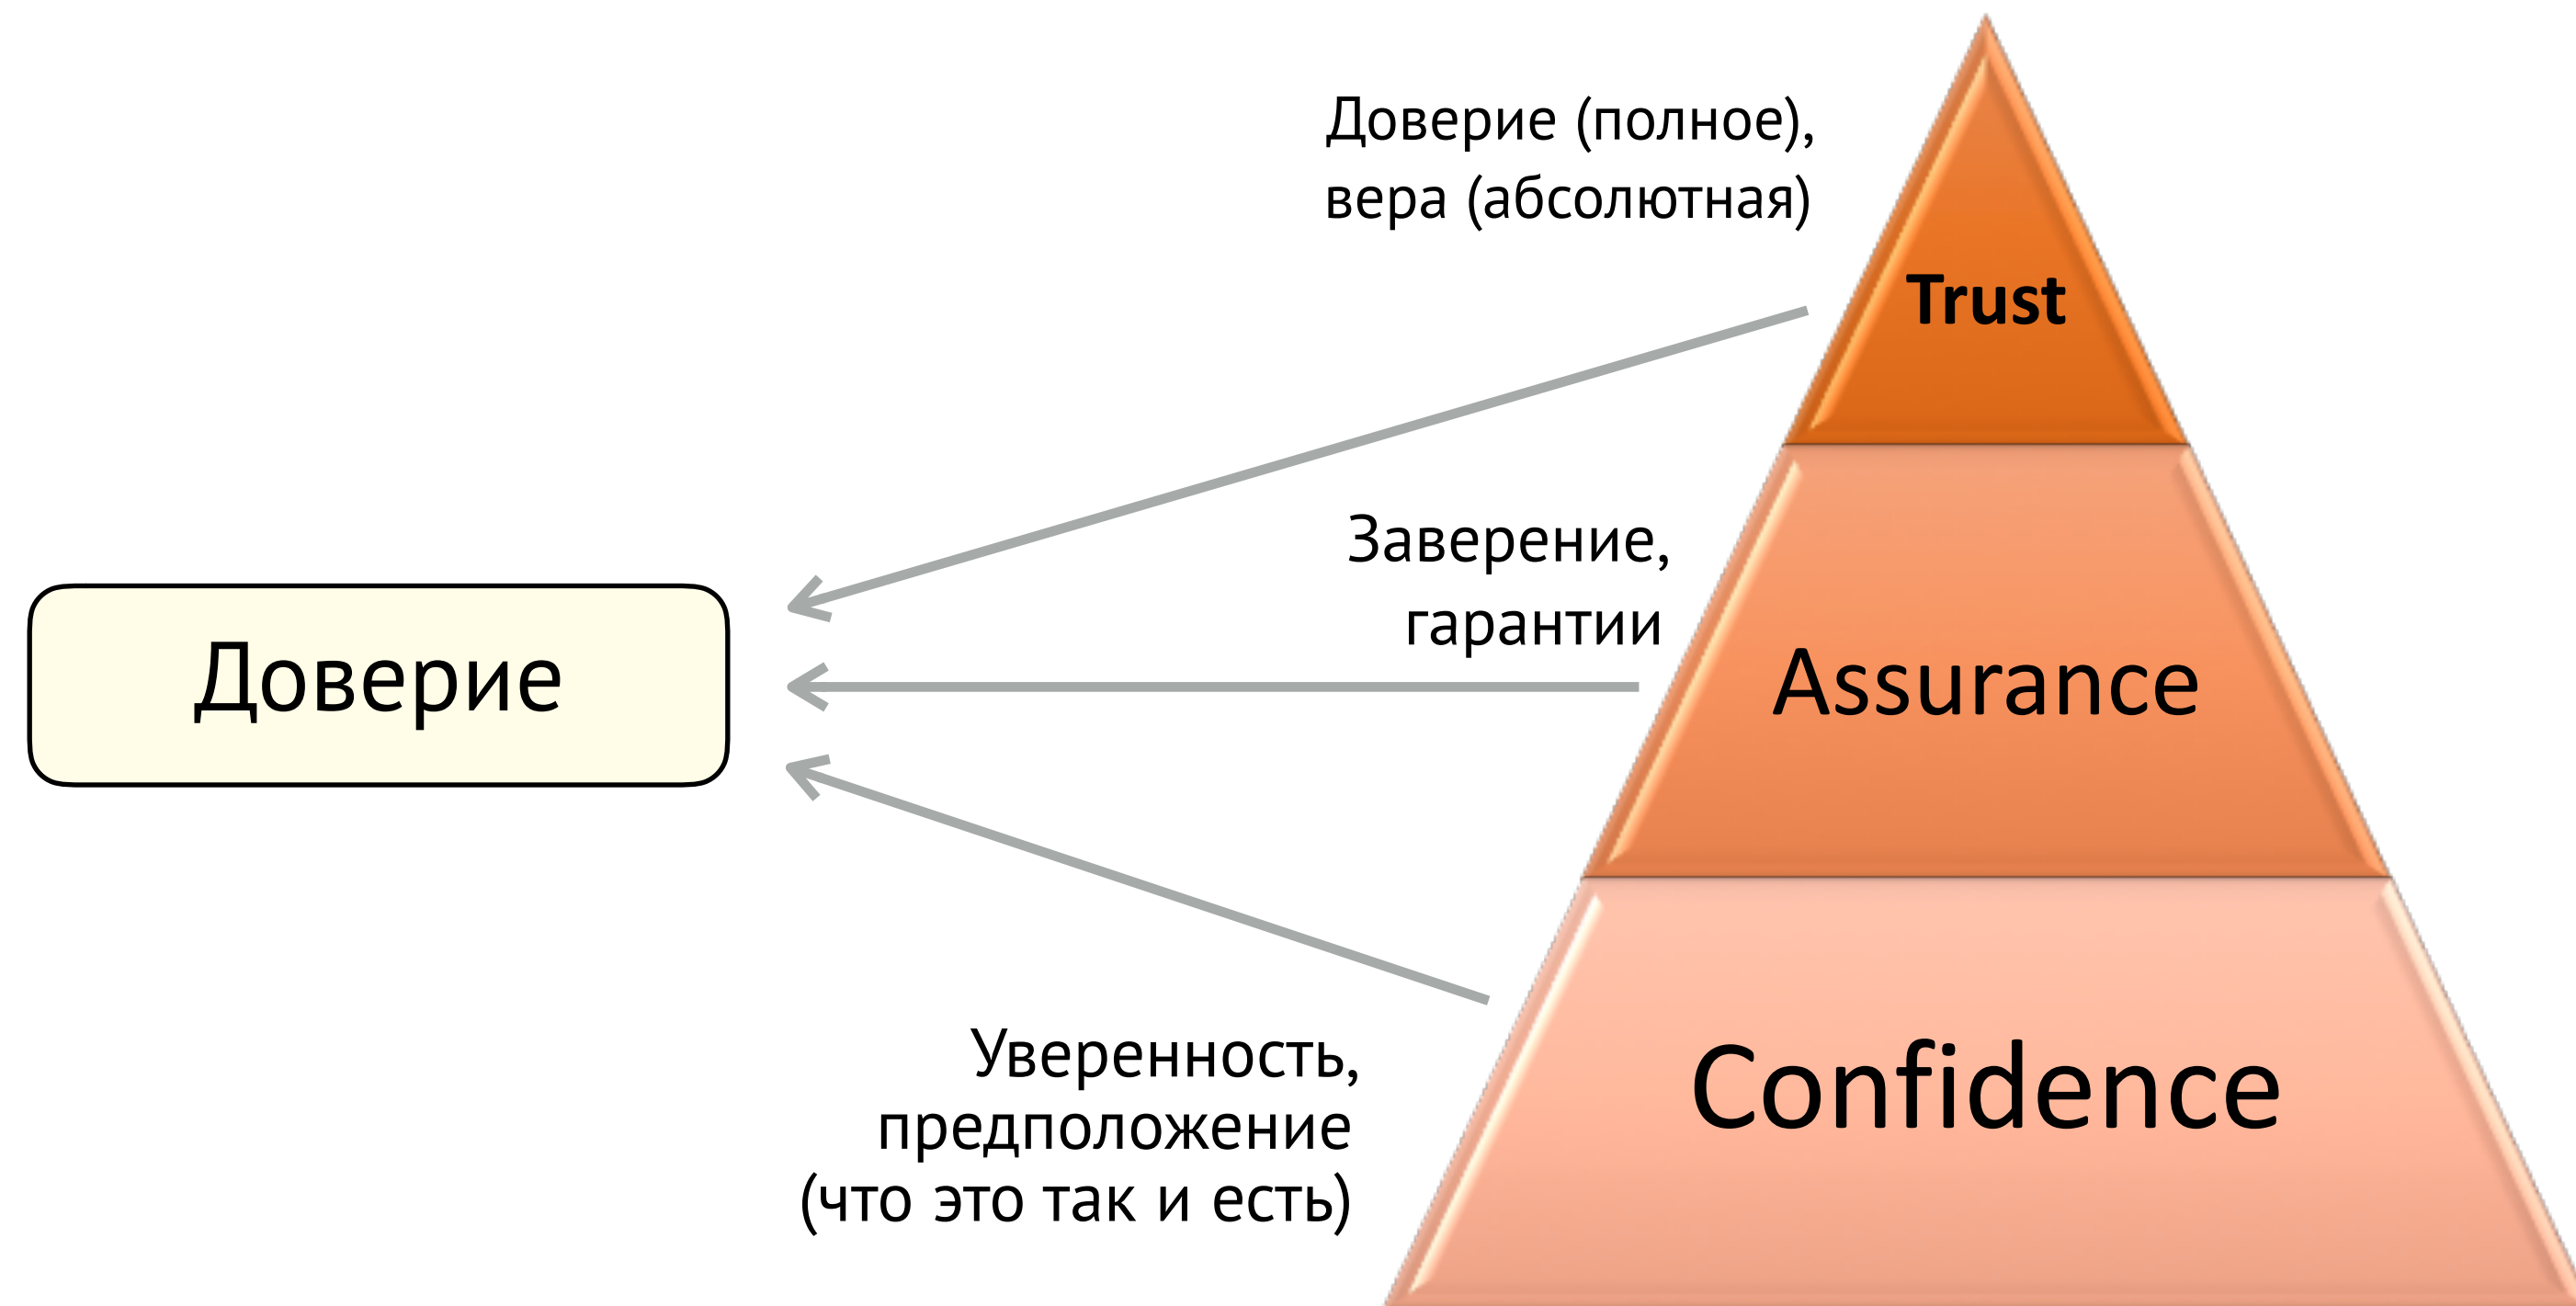 Доверие (полное),
вера (абсолютная)
Trust
Заверение,
гарантии
Доверие
Assurance
Уверенность,
предположение
(что это так и есть)
Confidence